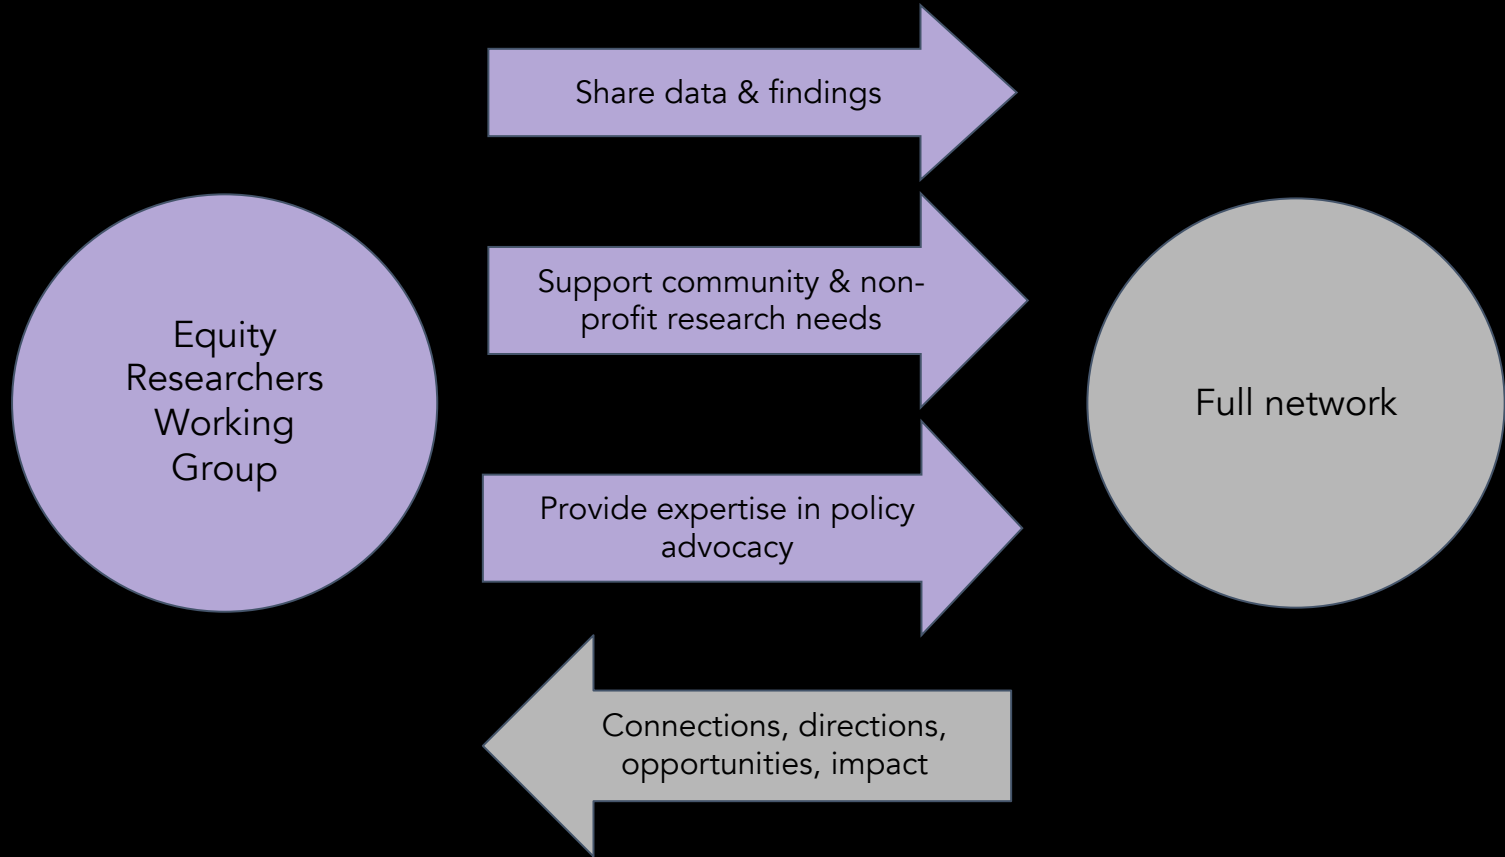 Share data & findings
Support community & non-
profit research needs
Equity
Researchers
Working
Group
Full network
Provide expertise in policy
advocacy
Connections, directions,
opportunities, impact